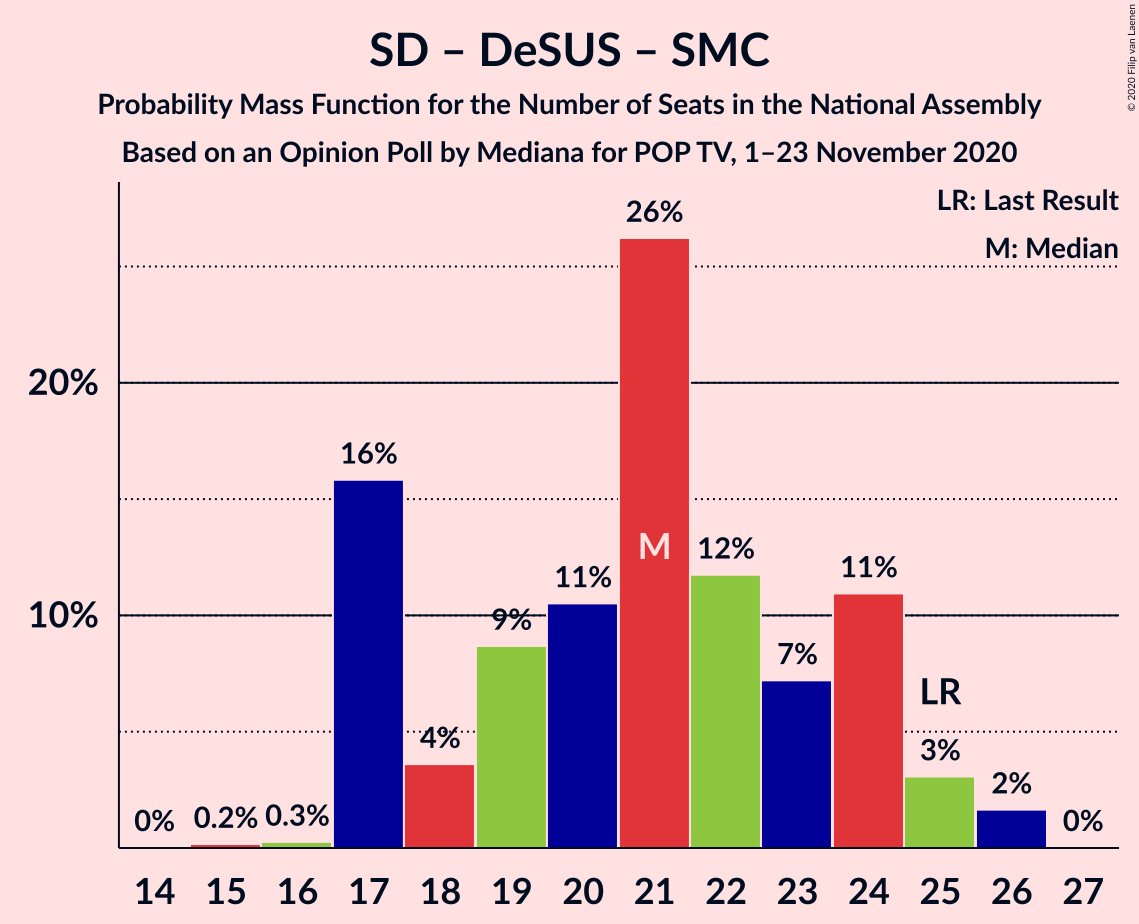 SD – DeSUS – SMC
Probability Mass Function for the Number of Seats in the National Assembly
Based on an Opinion Poll by Mediana for POP TV, 1–23 November 2020
© 2020 Filip van Laenen
LR: Last Result
M: Median
20%
10%
0%
0.2%
0.3%
16%
4%
9%
11%
26%
M
12%
7%
11%
LR
3%
2%
0%
14 15 16 17 18 19 20 21 22 23 24 25 26 27